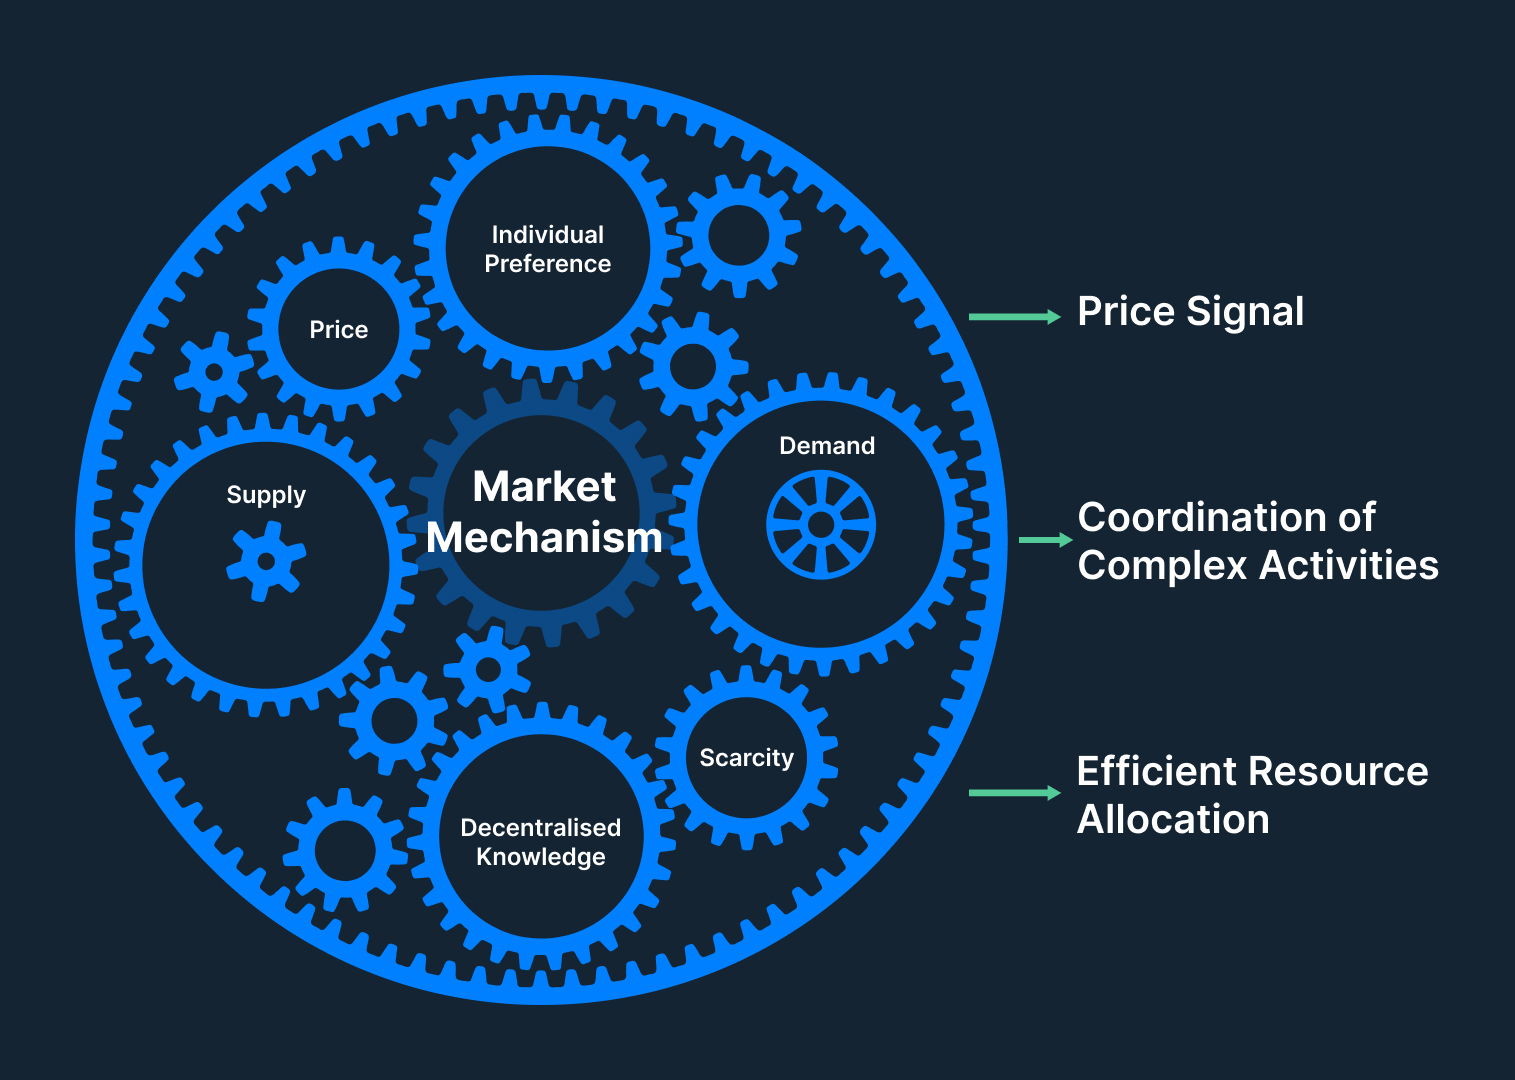 Individual
Preference
Price
Price Signal
Demand
Supply
Market
Mechanism
Coordination of
Complex Activities
Scarcity
Efficient Resource
Allocation
Decentralised
Knowledge